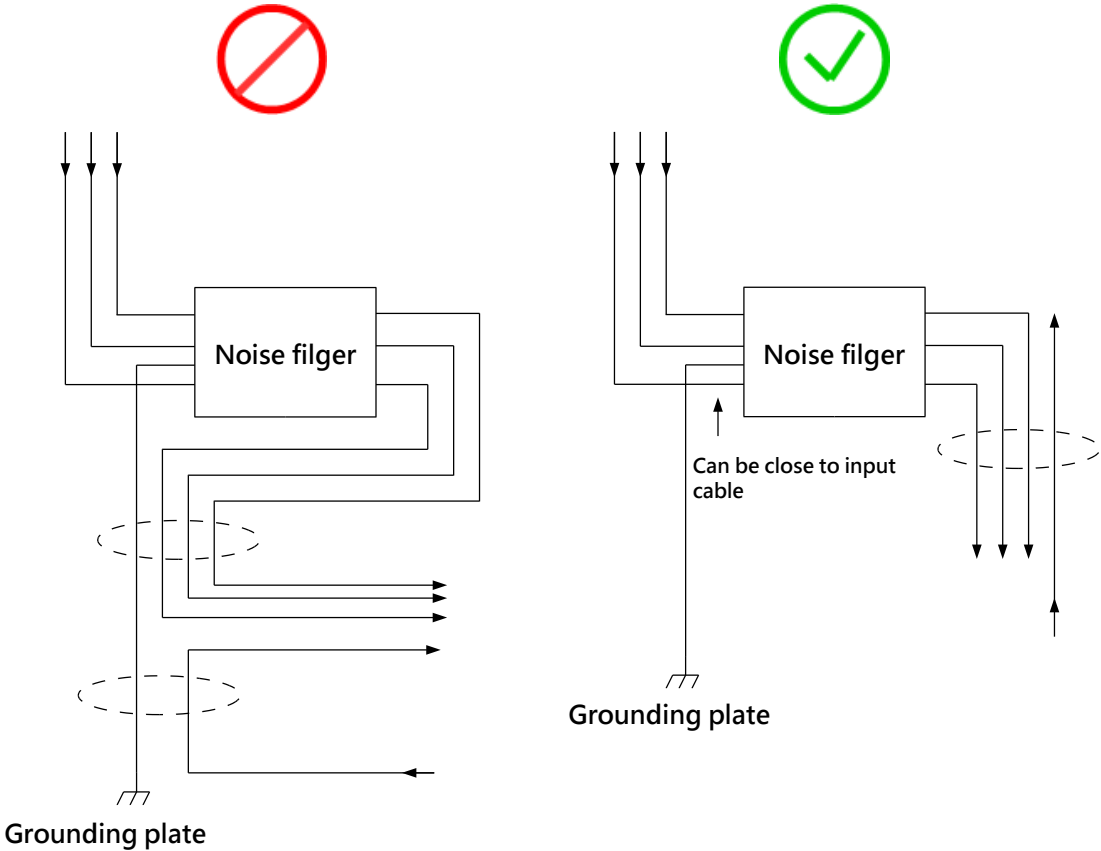 Noise filger
Grounding plate
Noise filger
Can be close to input
cable
Grounding plate